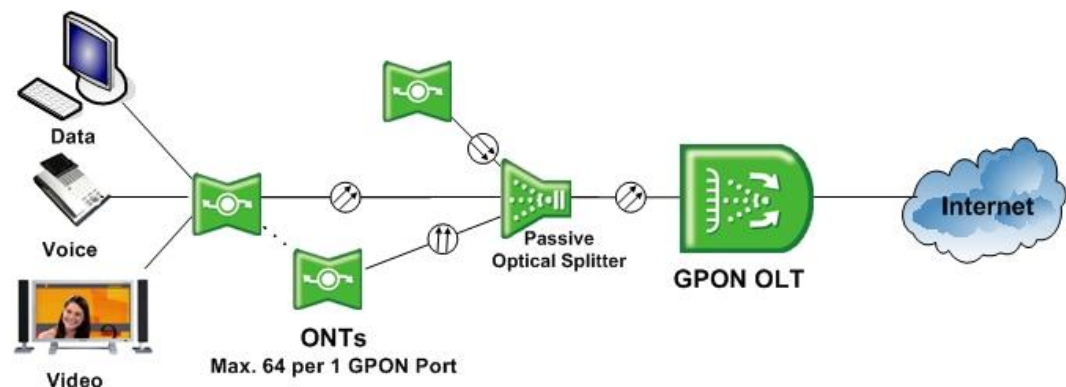 Data
Voice
Video
ONTs
Max. 64 per 1 GPON Port
Passive
Optical Splitter
GPON OLT
Internet